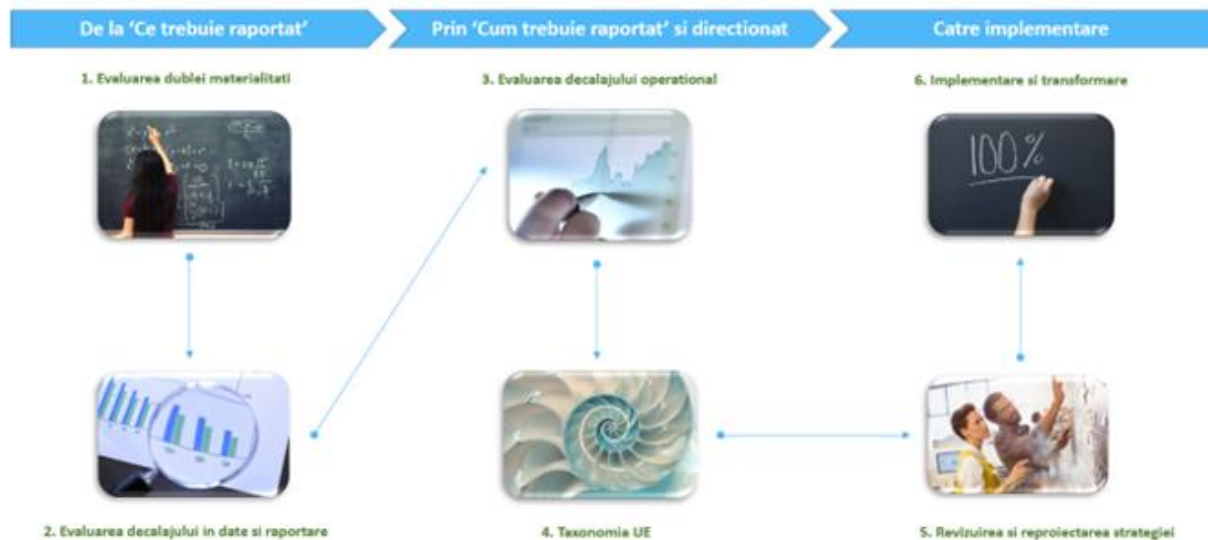 De la 'Ce trebuie raportat'
Prin 'Cum trebuie raportat' si directionat
Catre implementare
1. Evaluarea dublei materialitati
3. Evaluarea decalajului operational
6. Implementare si transformare
100%
2. Evaluarea decalajului in date si raportare
4. Taxonomia UE
5. Revizuirea si reproiectarea strategiei